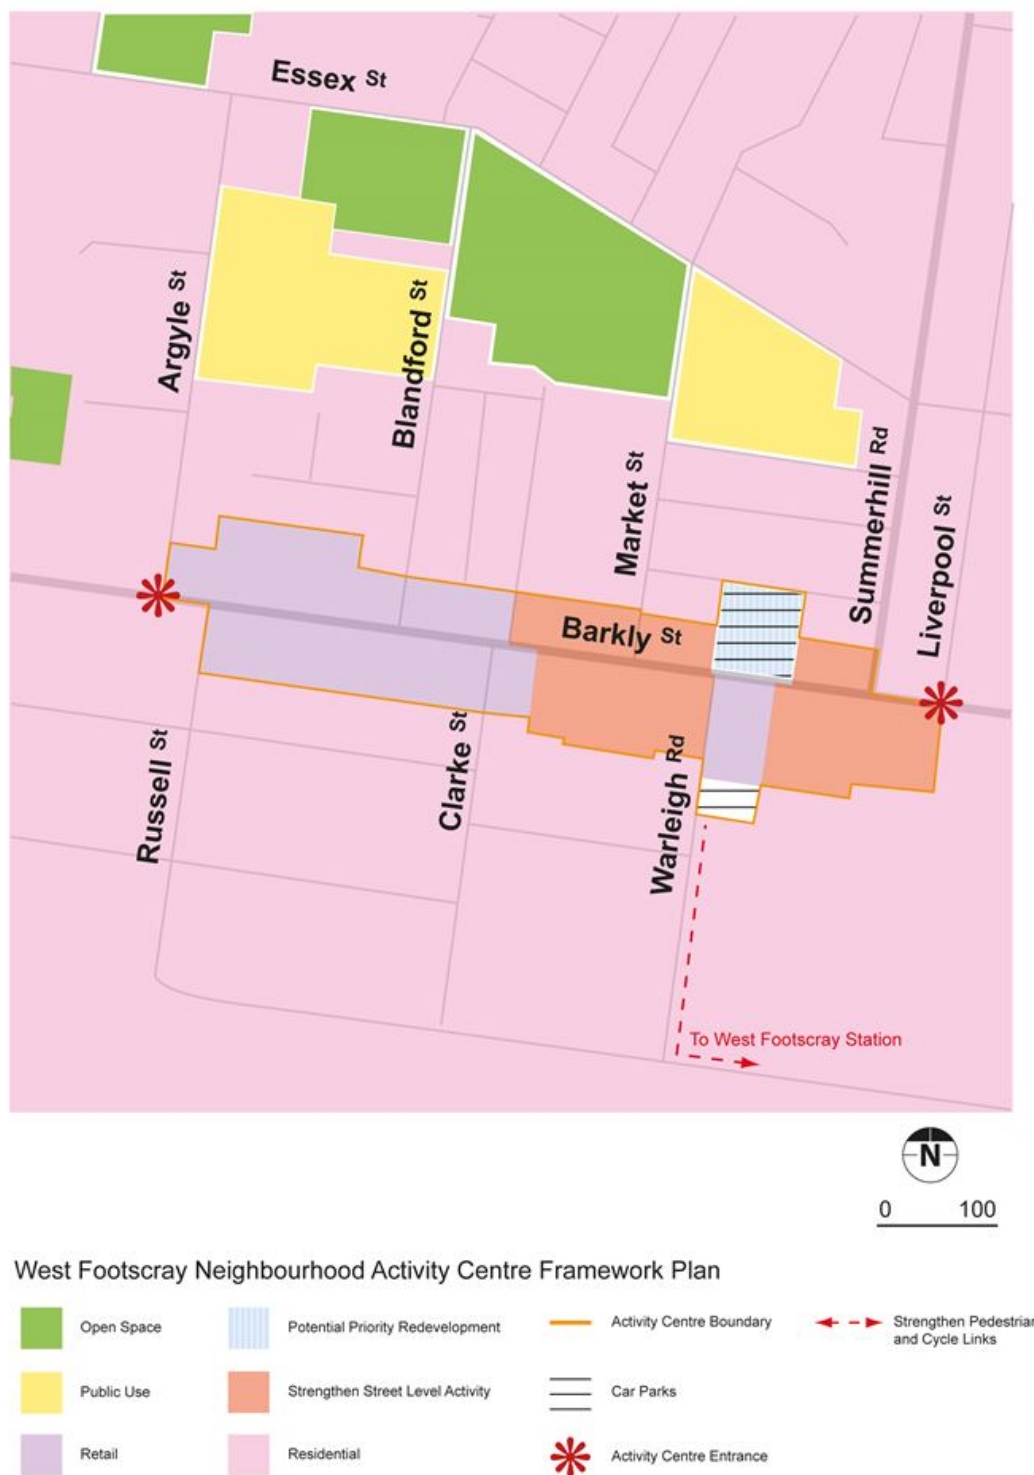 Essex St
Argyle St
Blandford St
Market St
Summerhill Rd
Liverpool St
Barkly St
Russell St
Clarke St
Warleigh Rd
To West Footscray Station
N
0 100
West Footscray Neighbourhood Activity Centre Framework Plan
Open Space
Potential Priority Redevelopment
Activity Centre Boundary
Strengthen Pedestrian
and Cycle Links
Public Use
Strengthen Street Level Activity
Car Parks
Retail
Residential
Activity Centre Entrance